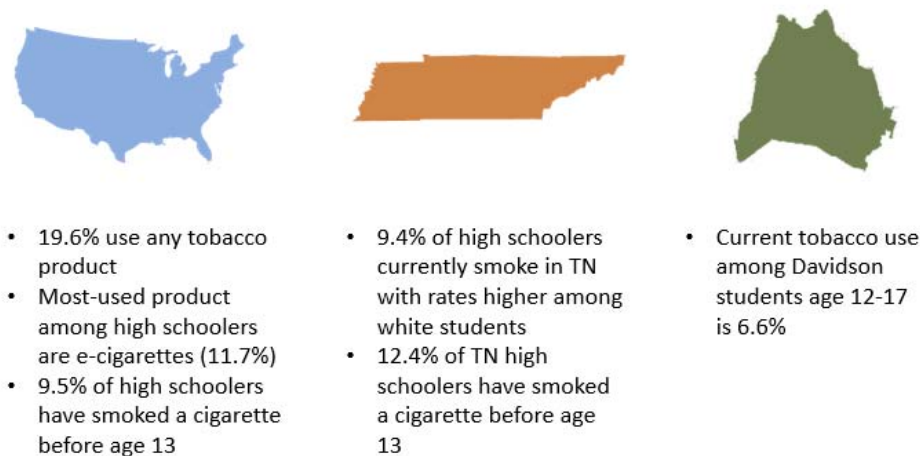 • 19.6% use any tobacco
product
• Most-used product
among high schoolers
are e-cigarettes (11.7%)
• 9.5% of high schoolers
have smoked a cigarette
before age 13
• 9.4% of high schoolers
currently smoke in TN
with rates higher among
white students
• 12.4% of TN high
schoolers have smoked
a cigarette before age
13
• Current tobacco use
among Davidson
students age 12-17
is 6.6%